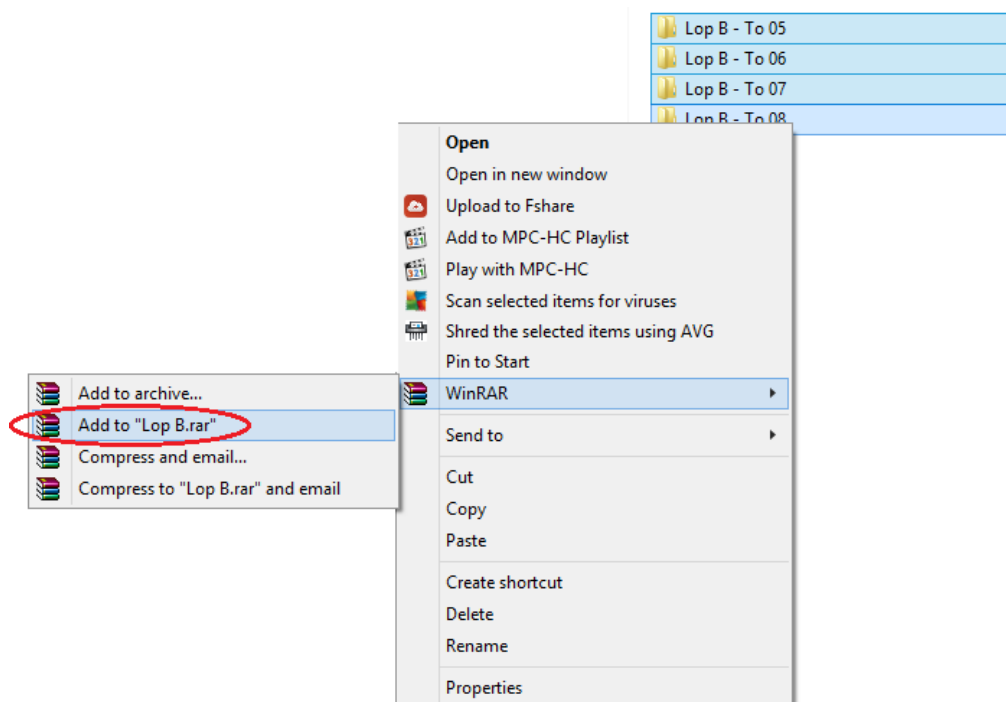 Lop B - To 05
Lop B - To 06
Lop B - To 07
Lop B - To 08
Open
Open in new window
Upload to Fshare
Add to MPC-HC Playlist
Play with MPC-HC
Scan selected items for viruses
Shred the selected items using AVG
Pin to Start
WinRAR
Add to archive...
Add to "Lop B.rar"
Compress and email...
Compress to "Lop B.rar" and email
Send to
Cut
Copy
Paste
Create shortcut
Delete
Rename
Properties